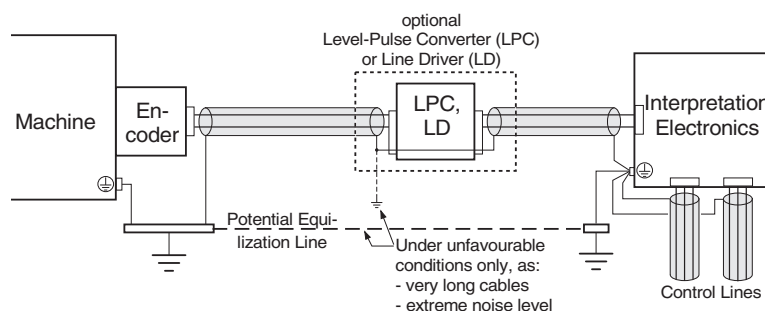 optional
Level-Pulse Converter (LPC)
or Line Driver (LD)
Machine
En-
coder
LPC,
LD
Interpretation
Electronics
Potential Equi-
lization Line
Under unfavourable
conditions only, as:
- very long cables
- extreme noise level
Control Lines